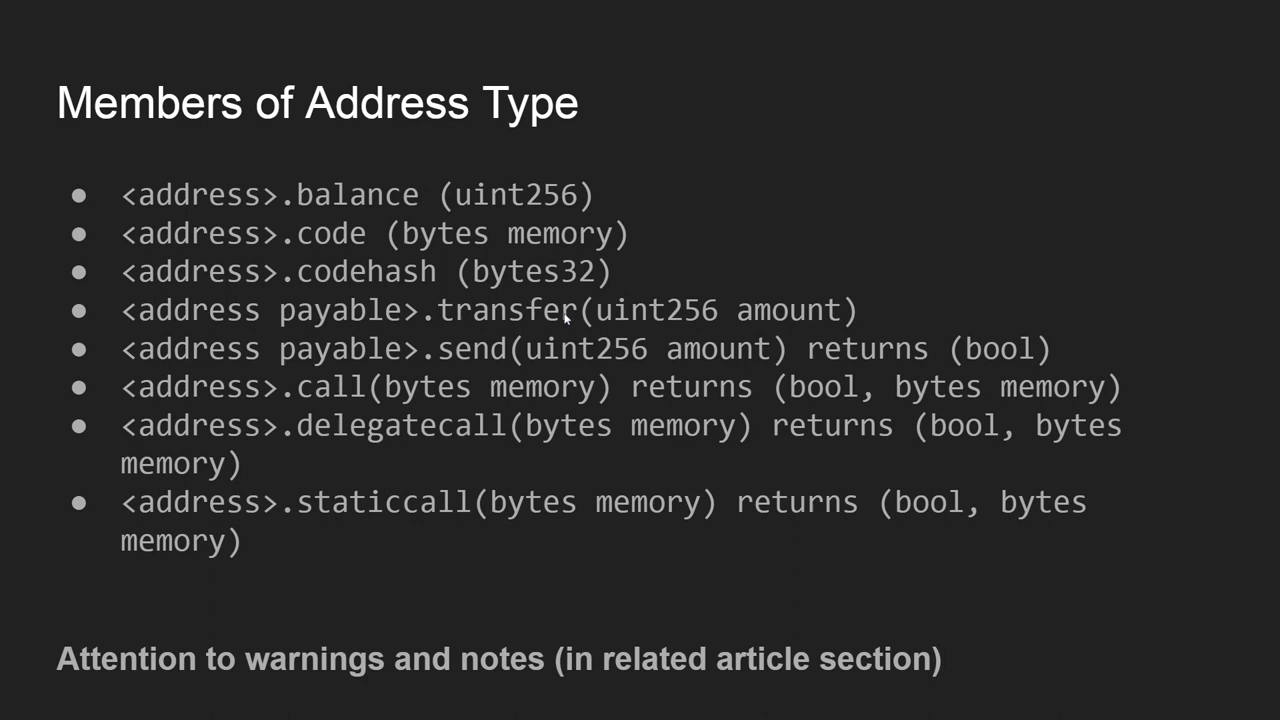 Members of Address Type
● <address>.balance (uint256)
● <address>.code (bytes memory)
● <address>.codehash (bytes32)
● <address payable>.transfer(uint256 amount)
● <address payable>.send(uint256 amount) returns (bool)
● <address>.call(bytes memory) returns (bool, bytes memory)
● <address>.delegatecall(bytes memory) returns (bool, bytes
memory)
● <address>.staticcall(bytes memory) returns (bool, bytes
memory)
Attention to warnings and notes (in related article section)